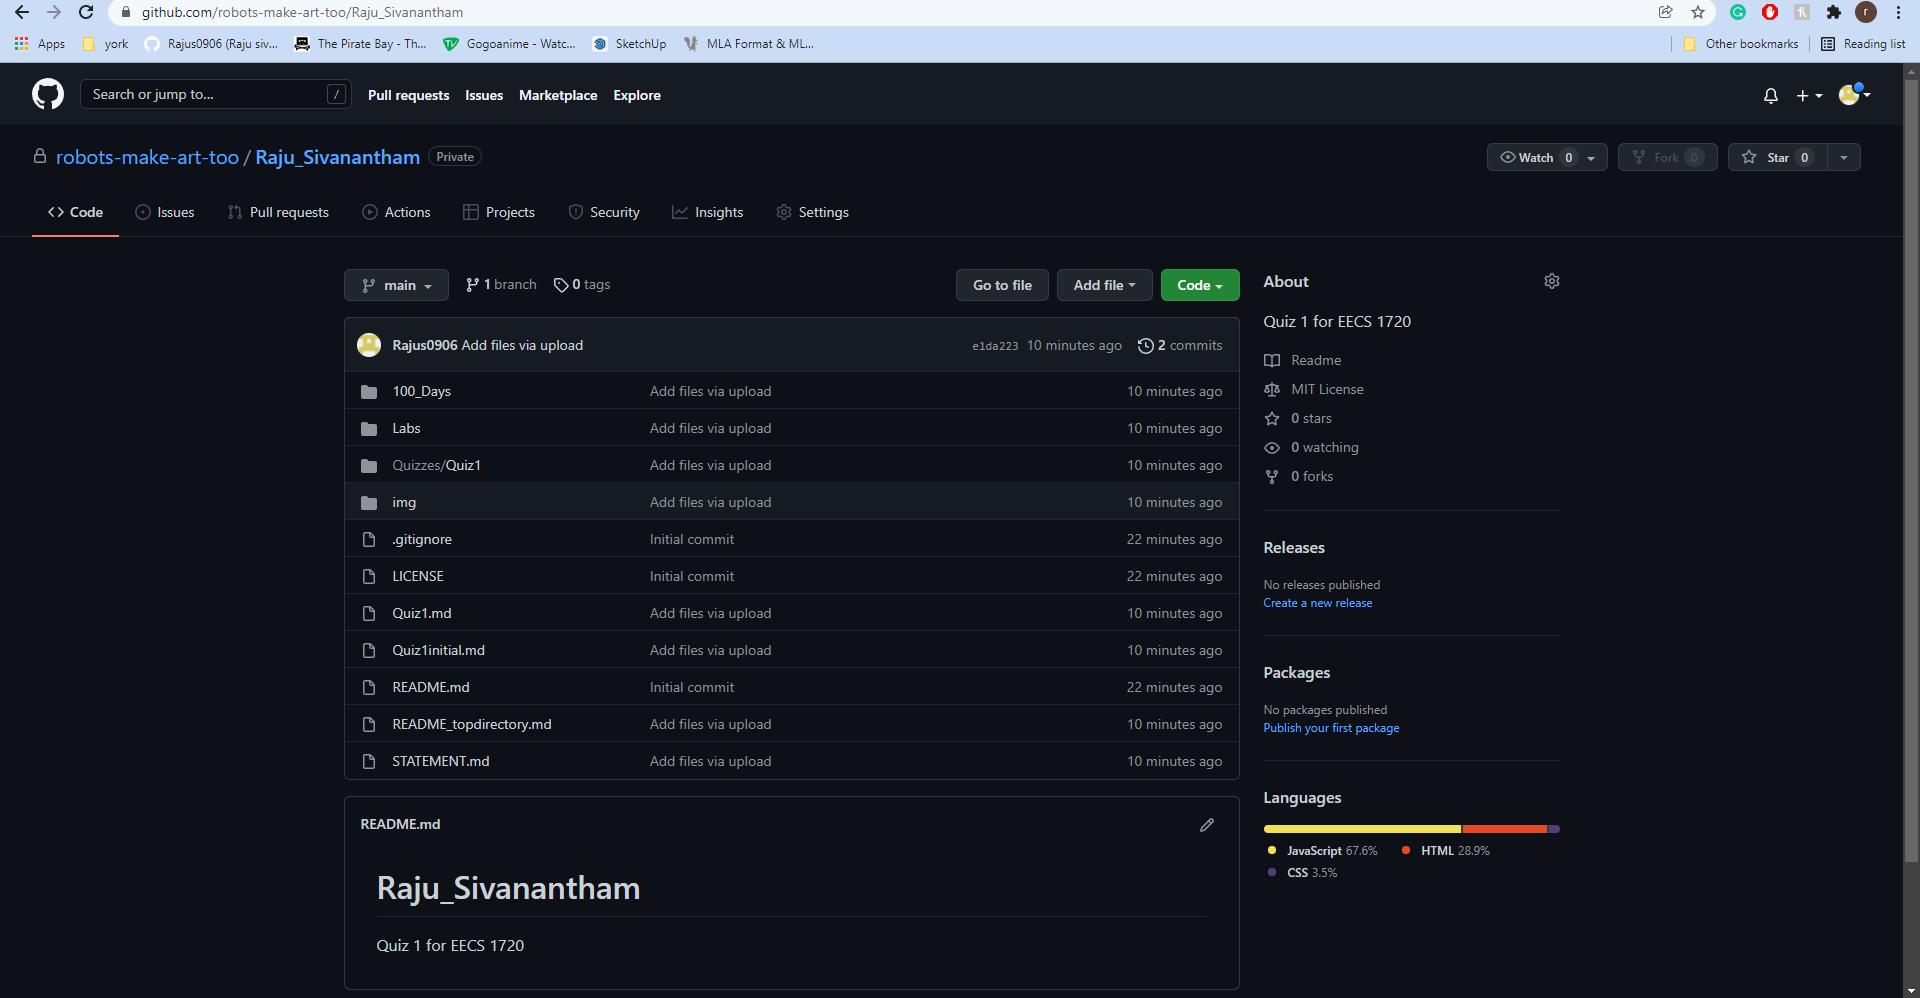 github.com/robots-make-art-too/Raju_Sivanantham
r
Apps york Rajus0906 (Raju siv... The Pirate Bay - Th... Gogoanime - Watc... SketchUp MLA Format & ML... Other bookmarks Reading list
Search or jump to... / Pull requests Issues Marketplace Explore
robots-make-art-too / Raju_Sivanantham Private Watch 0 Fork 0 Star 0
Code Issues Pull requests Actions Projects Security Insights Settings
main 1 branch 0 tags Go to file Add file Code
Rajus0906 Add files via upload e1da223 10 minutes ago 2 commits
100_Days Add files via upload 10 minutes ago
Labs Add files via upload 10 minutes ago
Quizzes/Quiz1 Add files via upload 10 minutes ago
img Add files via upload 10 minutes ago
.gitignore Initial commit 22 minutes ago
LICENSE Initial commit 22 minutes ago
Quiz1.md Add files via upload 10 minutes ago
Quiz1initial.md Add files via upload 10 minutes ago
README.md Initial commit 22 minutes ago
README_topdirectory.md Add files via upload 10 minutes ago
STATEMENT.md Add files via upload 10 minutes ago
README.md
Raju_Sivanantham
Quiz 1 for EECS 1720
About
Quiz 1 for EECS 1720
Readme
MIT License
0 stars
0 watching
0 forks
Releases
No releases published
Create a new release
Packages
No packages published
Publish your first package
Languages
JavaScript 67.6% HTML 28.9%
CSS 3.5%